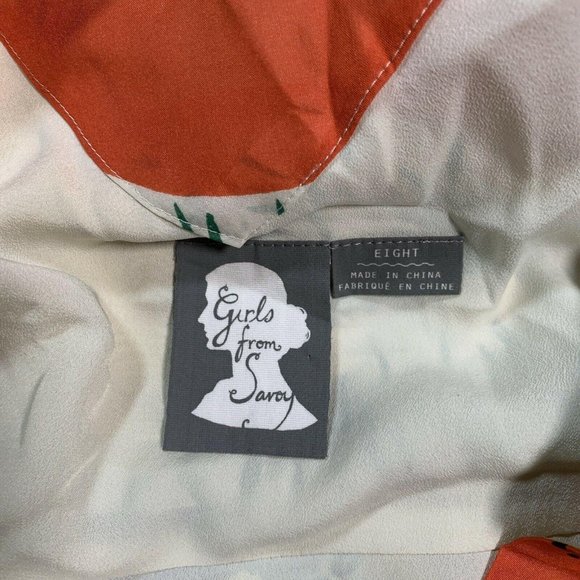 Girls
from
Savoy
EIGHT
MADE IN CHINA
FABRIQUÉ EN CHINE